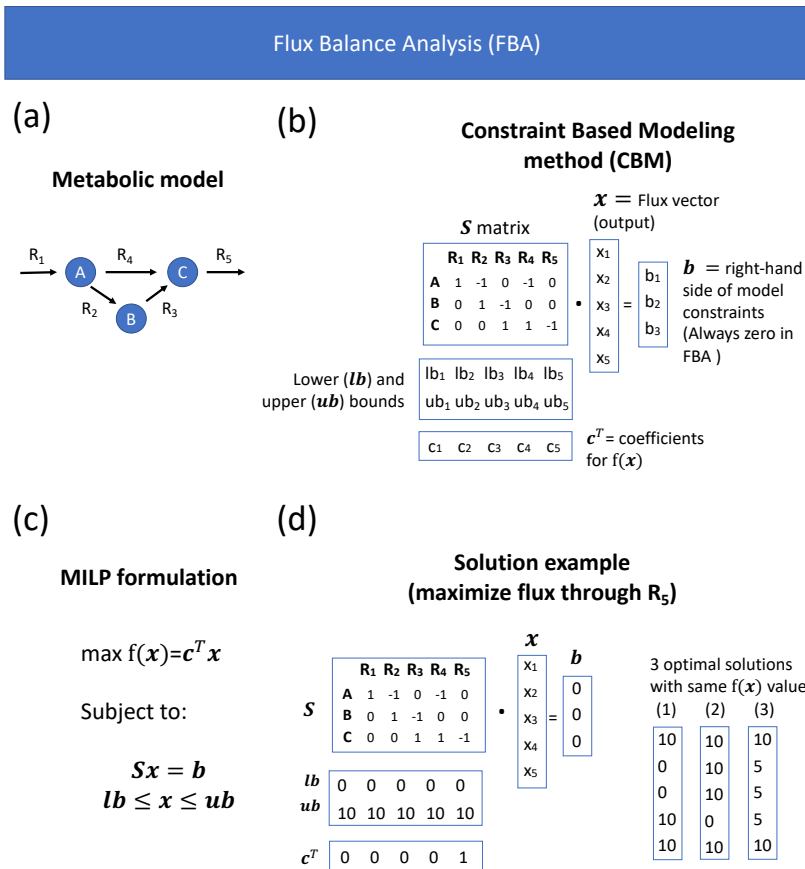 Flux Balance Analysis (FBA)
(a)
Metabolic model
R1 R4 R5
A C
R2 R3
B
(b)
Constraint Based Modeling
method (CBM)
x = Flux vector
(output)
S matrix
R1 R2 R3 R4 R5
A 1 -1 0 -1 0
B 0 1 -1 0 0
C 0 0 1 1 -1
·
x1
x2
x3
x4
x5
=
b1
b2
b3
b = right-hand
side of model
constraints
(Always zero in
FBA )
Lower (lb) and
upper (ub) bounds
lb1 lb2 lb3 lb4 lb5
ub1 ub2 ub3 ub4 ub5
c1 c2 c3 c4 c5
c^T = coefficients
for f(x)
(c)
MILP formulation
max f(x)=c^T x
Subject to:
Sx = b
lb ≤ x ≤ ub
(d)
Solution example
(maximize flux through R5)
S
R1 R2 R3 R4 R5
A 1 -1 0 -1 0
B 0 1 -1 0 0
C 0 0 1 1 -1
·
x
x1
x2
x3
x4
x5
=
b
0
0
0
lb 0 0 0 0 0
ub 10 10 10 10 10
c^T 0 0 0 0 1
3 optimal solutions
with same f(x) value
(1) (2) (3)
10 10 10
0 10 5
0 10 5
10 0 5
10 10 10